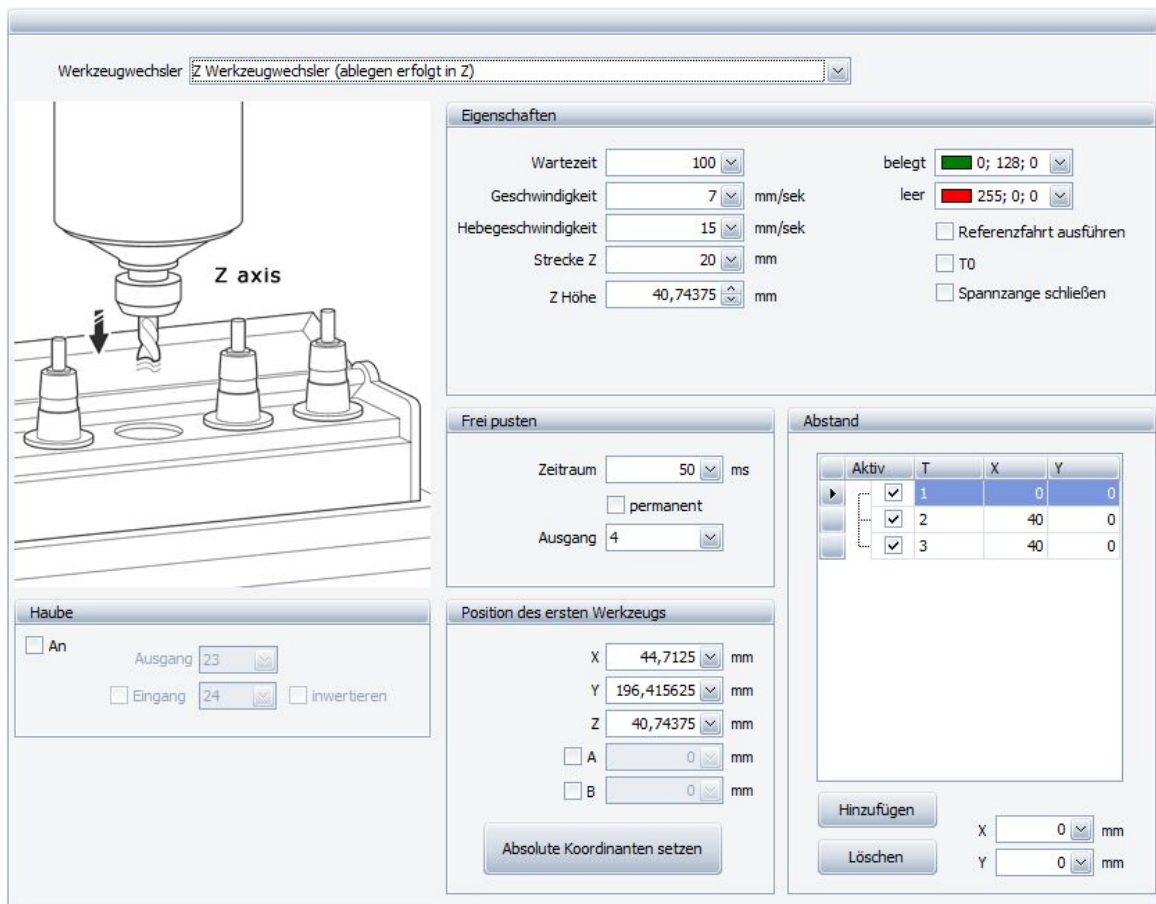 Werkzeugwechsler Z Werkzeugwechsler (ablegen erfolgt in Z)
Z axis
Eigenschaften
Wartezeit 100
Geschwindigkeit 7 mm/sek
Hebegeschwindigkeit 15 mm/sek
Strecke Z 20 mm
Z Höhe 40,74375 mm
belegt 0; 128; 0
leer 255; 0; 0
Referenzfahrt ausführen
T0
Spannzange schließen
Frei pusten
Zeitraum 50 ms
permanent
Ausgang 4
Abstand
Aktiv T X Y
1 0 0
2 40 0
3 40 0
Hinzufügen
Löschen
X 0 mm
Y 0 mm
Haube
An
Ausgang 23
Eingang 24 inwertieren
Position des ersten Werkzeugs
X 44,7125 mm
Y 196,415625 mm
Z 40,74375 mm
A 0 mm
B 0 mm
Absolute Koordinanten setzen